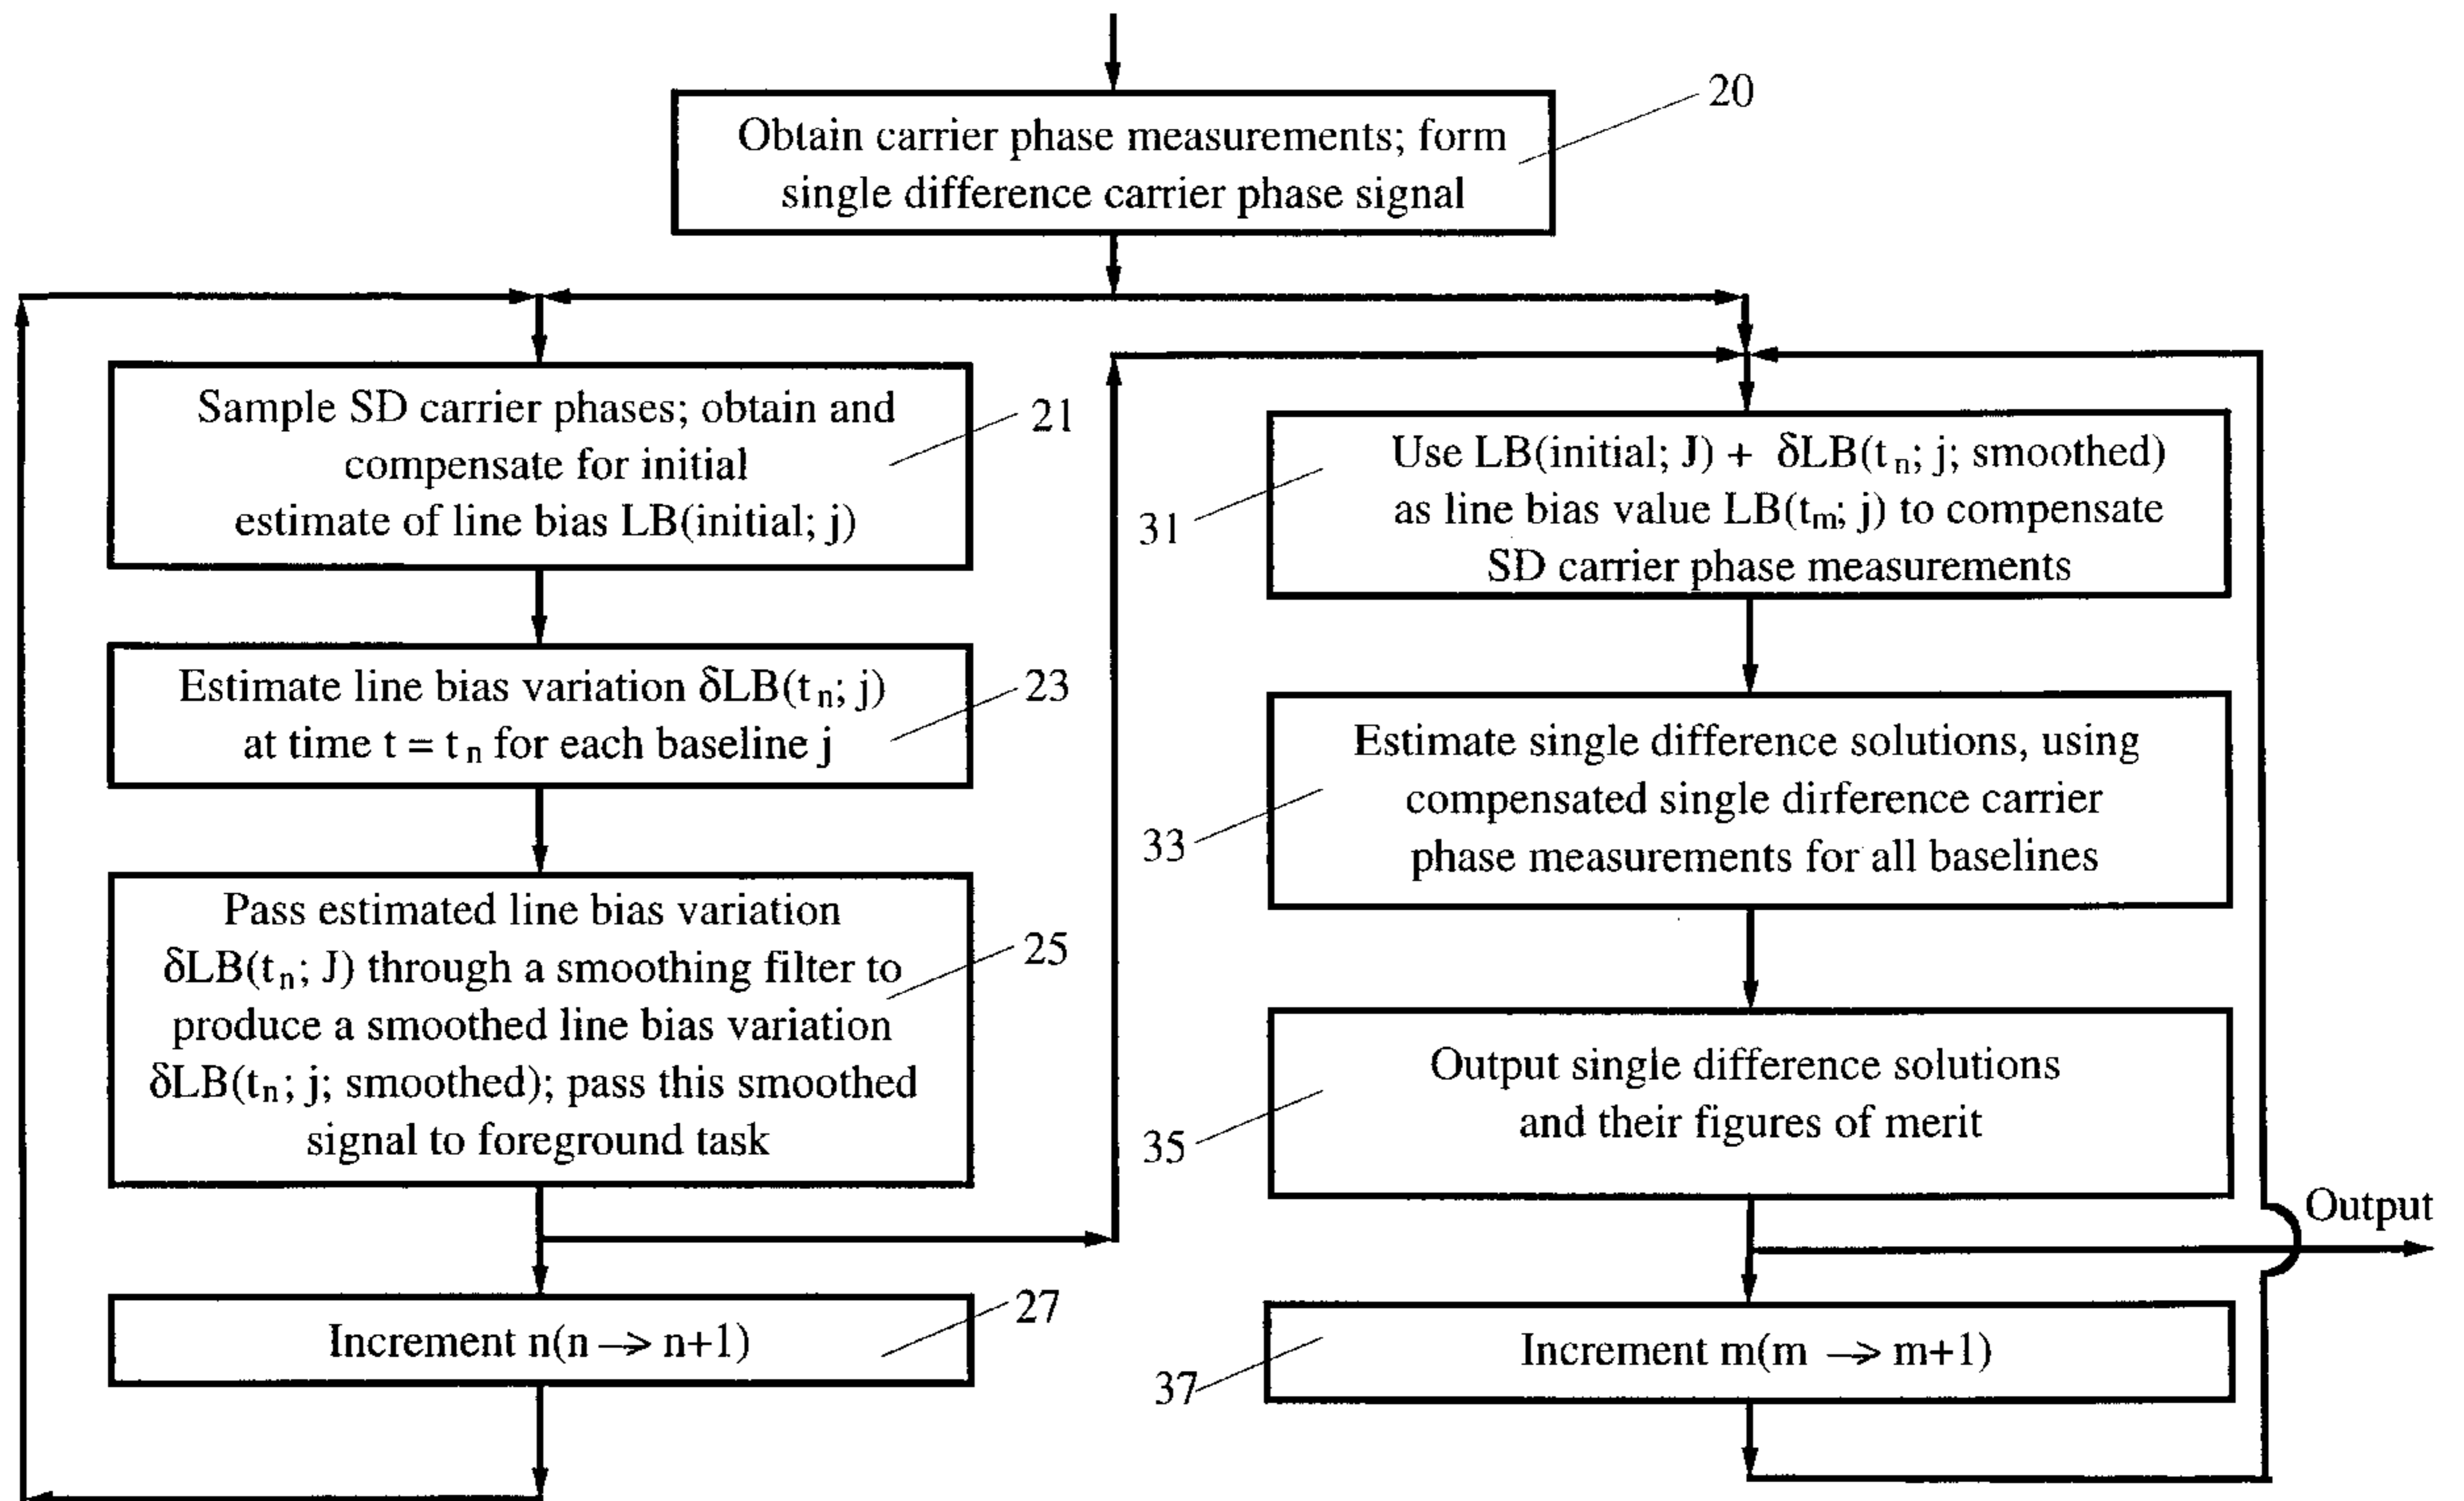 20
Obtain carrier phase measurements; form
single difference carrier phase signal
Sample SD carrier phases; obtain and
compensate for initial
estimate of line bias LB(initial; j)
21
Estimate line bias variation δLB(tn; j)
at time t = tn for each baseline j
23
Pass estimated line bias variation
δLB(tn; J) through a smoothing filter to
produce a smoothed line bias variation
δLB(tn; j; smoothed); pass this smoothed
signal to foreground task
25
Increment n(n → n+1)
27
Use LB(initial; J) + δLB(tn; j; smoothed)
as line bias value LB(tm; j) to compensate
SD carrier phase measurements
31
Estimate single difference solutions, using
compensated single dirference carrier
phase measurements for all baselines
33
Output single difference solutions
and their figures of merit
35
Output
Increment m(m → m+1)
37